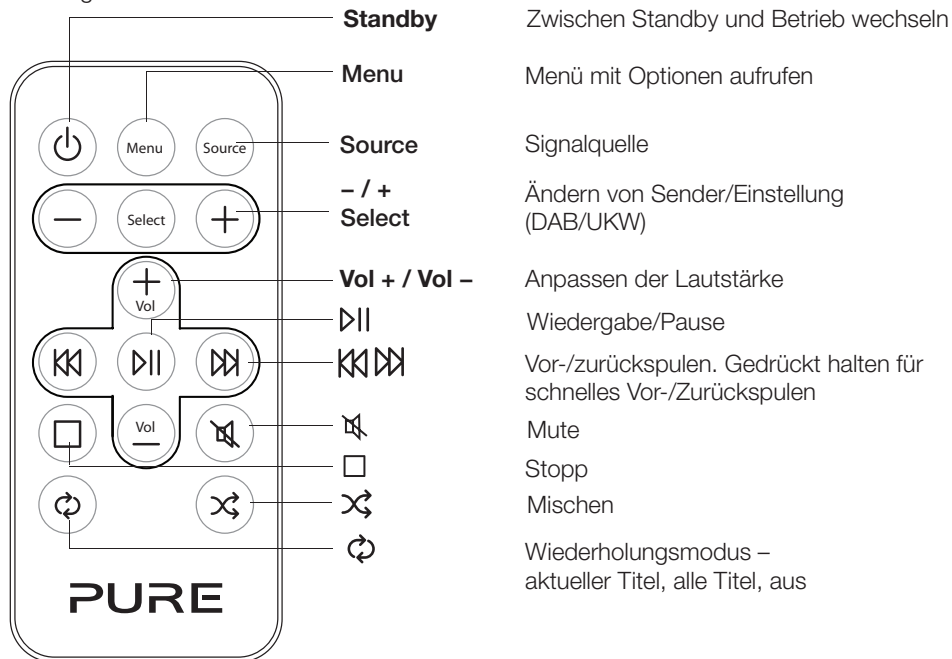 Standby Zwischen Standby und Betrieb wechseln
Menu Menü mit Optionen aufrufen
Menu Source
Source Signalquelle
– / + Ändern von Sender/Einstellung
Select (DAB/UKW)
Select
Vol + / Vol – Anpassen der Lautstärke
Vol
Wiedergabe/Pause
Vor-/zurückspulen. Gedrückt halten für
schnelles Vor-/Zurückspulen
Vol
Mute
Stopp
Mischen
Wiederholungsmodus –
aktueller Titel, alle Titel, aus
PURE